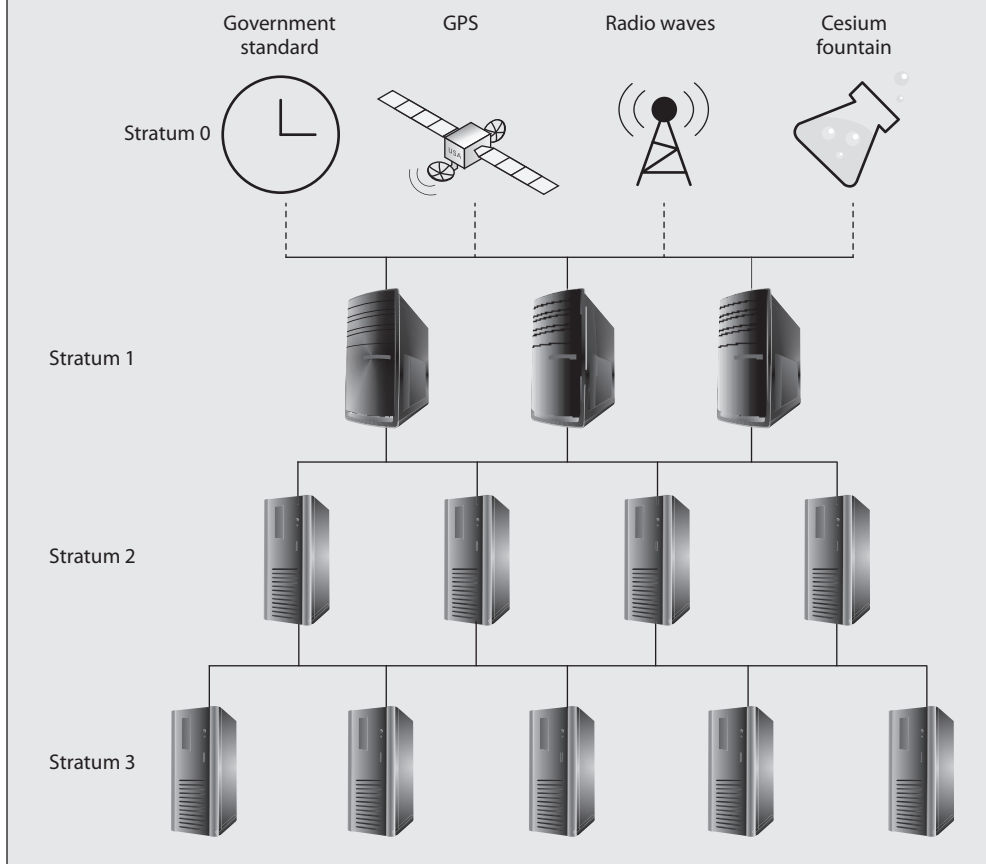 Government
standard
GPS
Radio waves
Cesium
fountain
Stratum 0
USA
Stratum 1
Stratum 2
Stratum 3